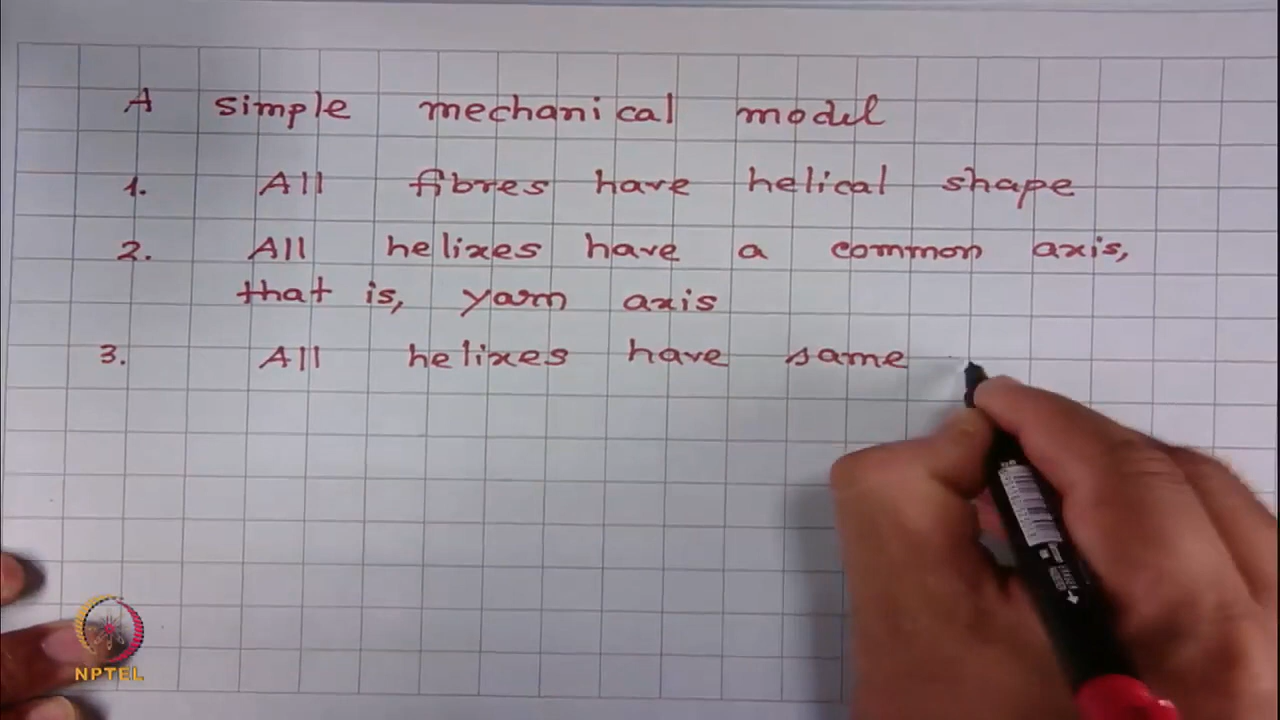 A simple mechanical model
1. All fibres have helical shape
2. All helixes have a common axis,
that is, yarn axis
3. All helixes have same
NPTEL